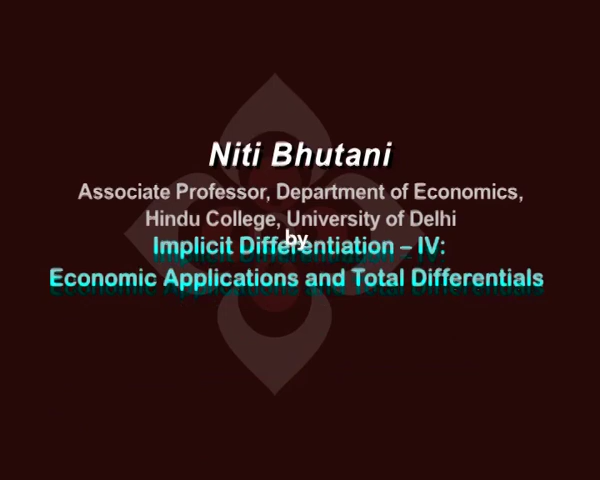 Niti Bhutani
Associate Professor, Department of Economics,
Hindu College, University of Delhi
by
Implicit Differentiation – IV:
Economic Applications and Total Differentials